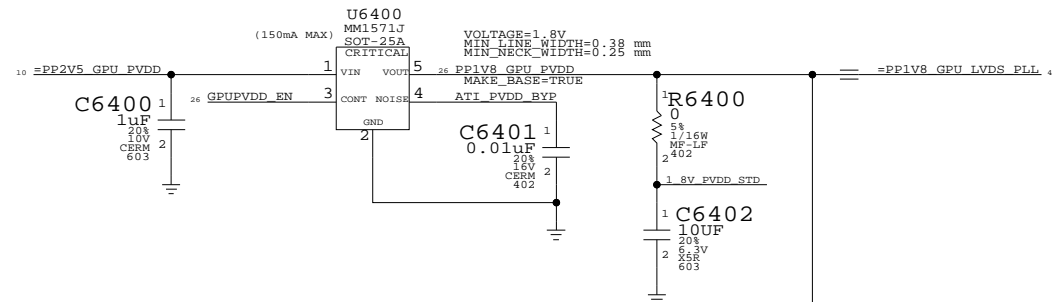 U6400
MM1571J
SOT-25A
(150mA MAX)
CRITICAL
VOLTAGE=1.8V
MIN_LINE_WIDTH=0.38 mm
MIN_NECK_WIDTH=0.25 mm
10 =PP2V5_GPU_PVDD
1 VIN VOUT 5
26 PP1V8_GPU_PVDD
MAKE_BASE=TRUE
=PP1V8_GPU_LVDS_PLL 4
26 GPUPVDD_EN
3 CONT NOISE 4
ATI_PVDD_BYP
GND
2
C6400 1
1uF
20%
10V 2
CERM
603
C6401 1
0.01uF
20%
16V 2
CERM
402
1 R6400
0
5%
1/16W
MF-LF
2 402
1_8V_PVDD_STD
1 C6402
10UF
20%
6.3V
2 X5R
603